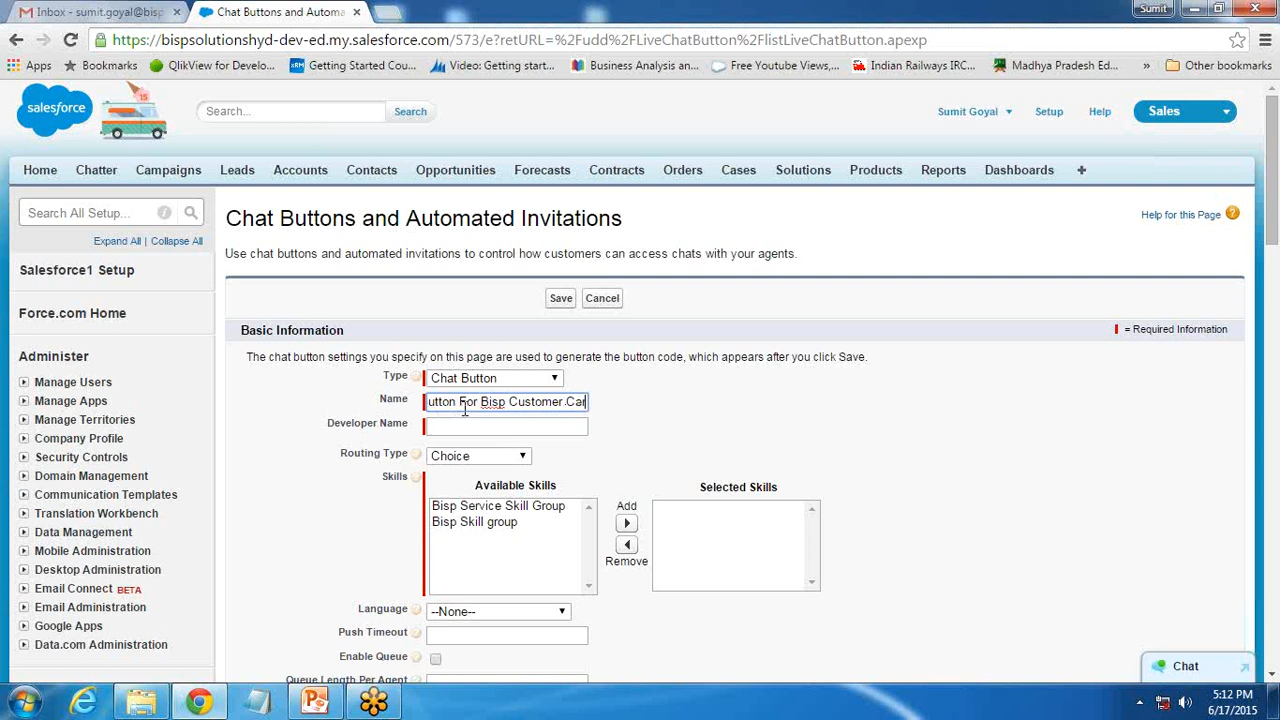 Inbox - sumit.goyal@bisp
Chat Buttons and Automa
Sumit
https://bispsolutionshyd-dev-ed.my.salesforce.com/573/e?retURL=%2Fudd%2FLiveChatButton%2FlistLiveChatButton.apexp
Apps Bookmarks QlikView for Develo... Getting Started Cou... Video: Getting start... Business Analysis an... Free Youtube Videos,... Indian Railways IRC... Madhya Pradesh Ed... » Other bookmarks
salesforce
15
Search...
Search
Sumit Goyal
Setup
Help
Sales
Home Chatter Campaigns Leads Accounts Contacts Opportunities Forecasts Contracts Orders Cases Solutions Products Reports Dashboards +
Search All Setup...
Expand All | Collapse All
Salesforce1 Setup
Force.com Home
Administer
Manage Users
Manage Apps
Manage Territories
Company Profile
Security Controls
Domain Management
Communication Templates
Translation Workbench
Data Management
Mobile Administration
Desktop Administration
Email Connect BETA
Email Administration
Google Apps
Data.com Administration
Chat Buttons and Automated Invitations
Help for this Page
Use chat buttons and automated invitations to control how customers can access chats with your agents.
Save Cancel
Basic Information
= Required Information
The chat button settings you specify on this page are used to generate the button code, which appears after you click Save.
Type Chat Button
Name utton For Bisp Customer Car
Developer Name
Routing Type Choice
Skills
Available Skills
Bisp Service Skill Group
Bisp Skill group
Add
Remove
Selected Skills
Language --None--
Push Timeout
Enable Queue
Queue Length Per Agent
Chat
5:12 PM
6/17/2015